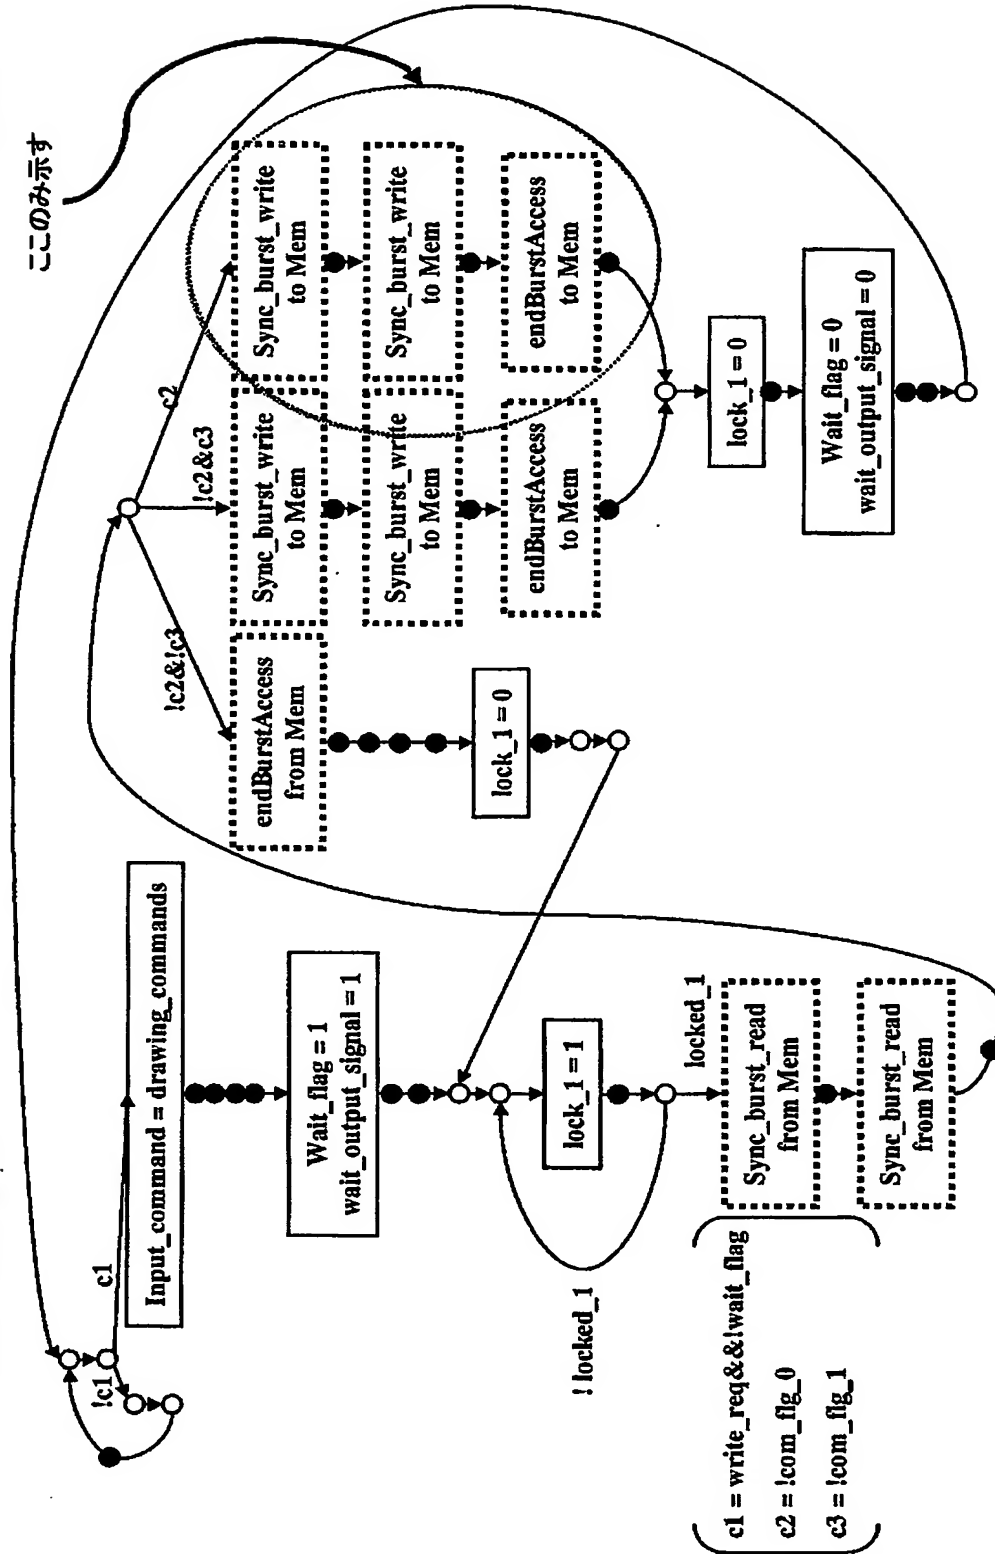 ここのみ示す
!c1
c1
Input_command = drawing_commands
Wait_flag = 1
wait_output_signal = 1
lock_1 = 1
! locked_1
locked_1
Sync_burst_read
from Mem
Sync_burst_read
from Mem
!c2&!c3
!c2&c3
c2
endBurstAccess
from Mem
lock_1 = 0
Sync_burst_write
to Mem
Sync_burst_write
to Mem
endBurstAccess
to Mem
Sync_burst_write
to Mem
Sync_burst_write
to Mem
endBurstAccess
to Mem
lock_1 = 0
Wait_flag = 0
wait_output_signal = 0
c1 = write_req&&!wait_flag
c2 = !com_flg_0
c3 = !com_flg_1